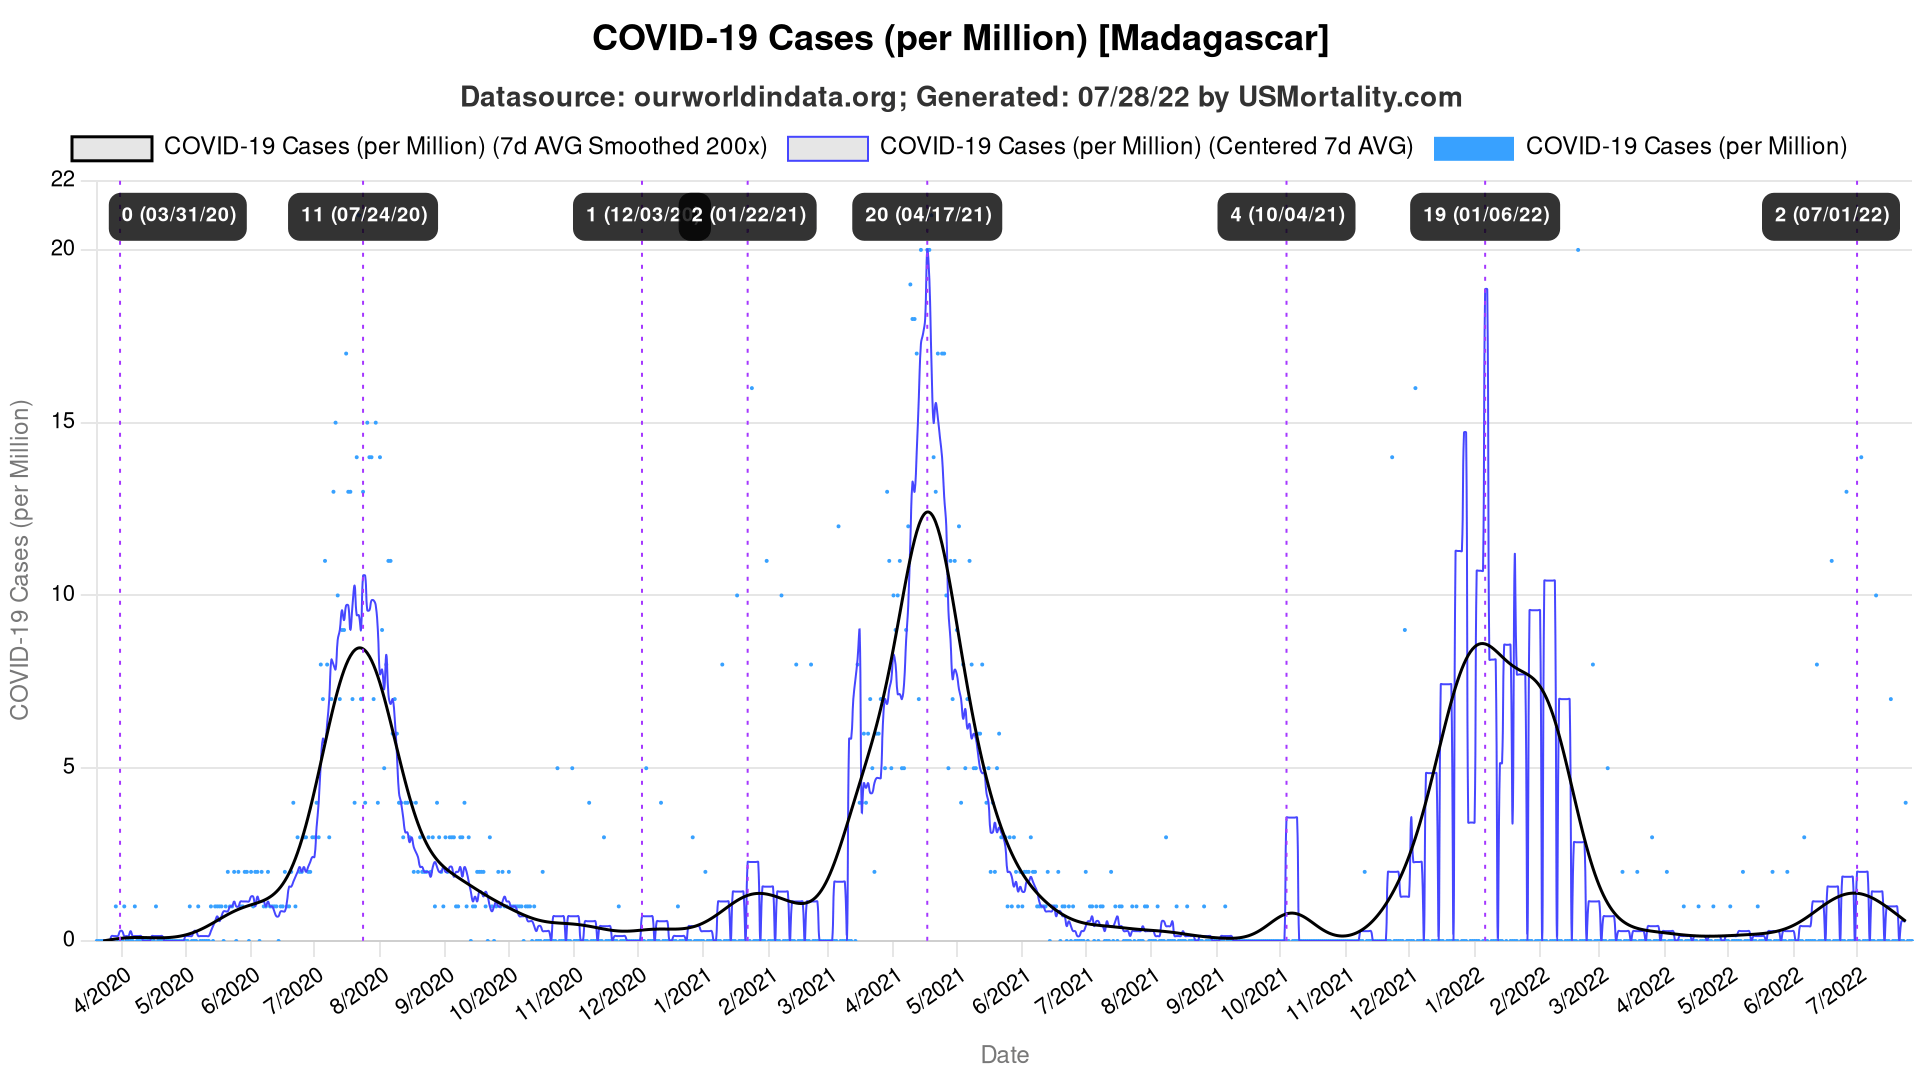 COVID-19 Cases (per Million) [Madagascar]
Datasource: ourworldindata.org; Generated: 07/28/22 by USMortality.com
COVID-19 Cases (per Million) (7d AVG Smoothed 200x) COVID-19 Cases (per Million) (Centered 7d AVG) COVID-19 Cases (per Million)
22
0 (03/31/20) 11 (07/24/20) 1 (12/03/20) 2 (01/22/21) 20 (04/17/21) 4 (10/04/21) 19 (01/06/22) 2 (07/01/22)
20
15
10
5
0
COVID-19 Cases (per Million)
4/2020 5/2020 6/2020 7/2020 8/2020 9/2020 10/2020 11/2020 12/2020 1/2021 2/2021 3/2021 4/2021 5/2021 6/2021 7/2021 8/2021 9/2021 10/2021 11/2021 12/2021 1/2022 2/2022 3/2022 4/2022 5/2022 6/2022 7/2022
Date